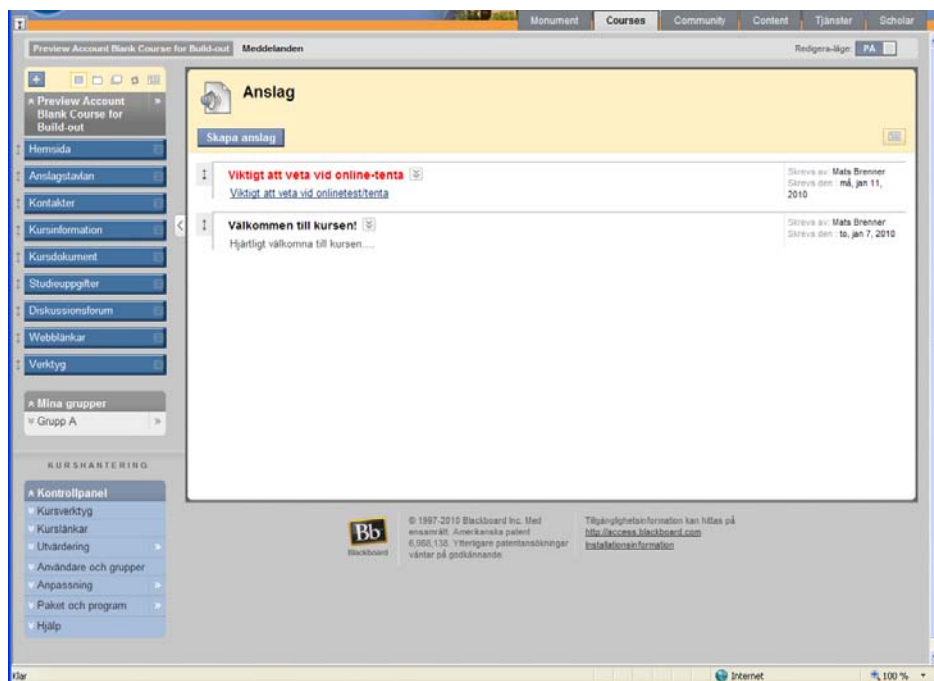 Monument Courses Community Content Tjänster Scholar
Preview Account Blank Course for Build-out Meddelanden Redigera-läge: PÅ
Preview Account
Blank Course for
Build-out
Hemsida
Anslagstavlan
Kontakter
Kursinformation
Kursdokument
Studieuppgifter
Diskussionsforum
Webblänkar
Verktyg
Mina grupper
Grupp A
KURSHANTERING
Kontrollpanel
Kursverktyg
Kurslänkar
Utvärdering
Användare och grupper
Anpassning
Paket och program
Hjälp
Anslag
Skapa anslag
Viktigt att veta vid online-tenta
Viktigt att veta vid onlinetest/tenta
Skrevs av: Mats Brenner
Skrevs den : må, jan 11,
2010
Välkommen till kursen!
Hjärtligt välkomna till kursen....
Skrevs av: Mats Brenner
Skrevs den : to, jan 7, 2010
Bb
Blackboard
© 1997-2010 Blackboard Inc. Med
ensamrätt. Amerikanska patent
6,988,138. Ytterligare patentansökningar
väntar på godkännande.
Tillgänglighetsinformation kan hittas på
http://access.blackboard.com
Installationsinformation
Klar Internet 100 %